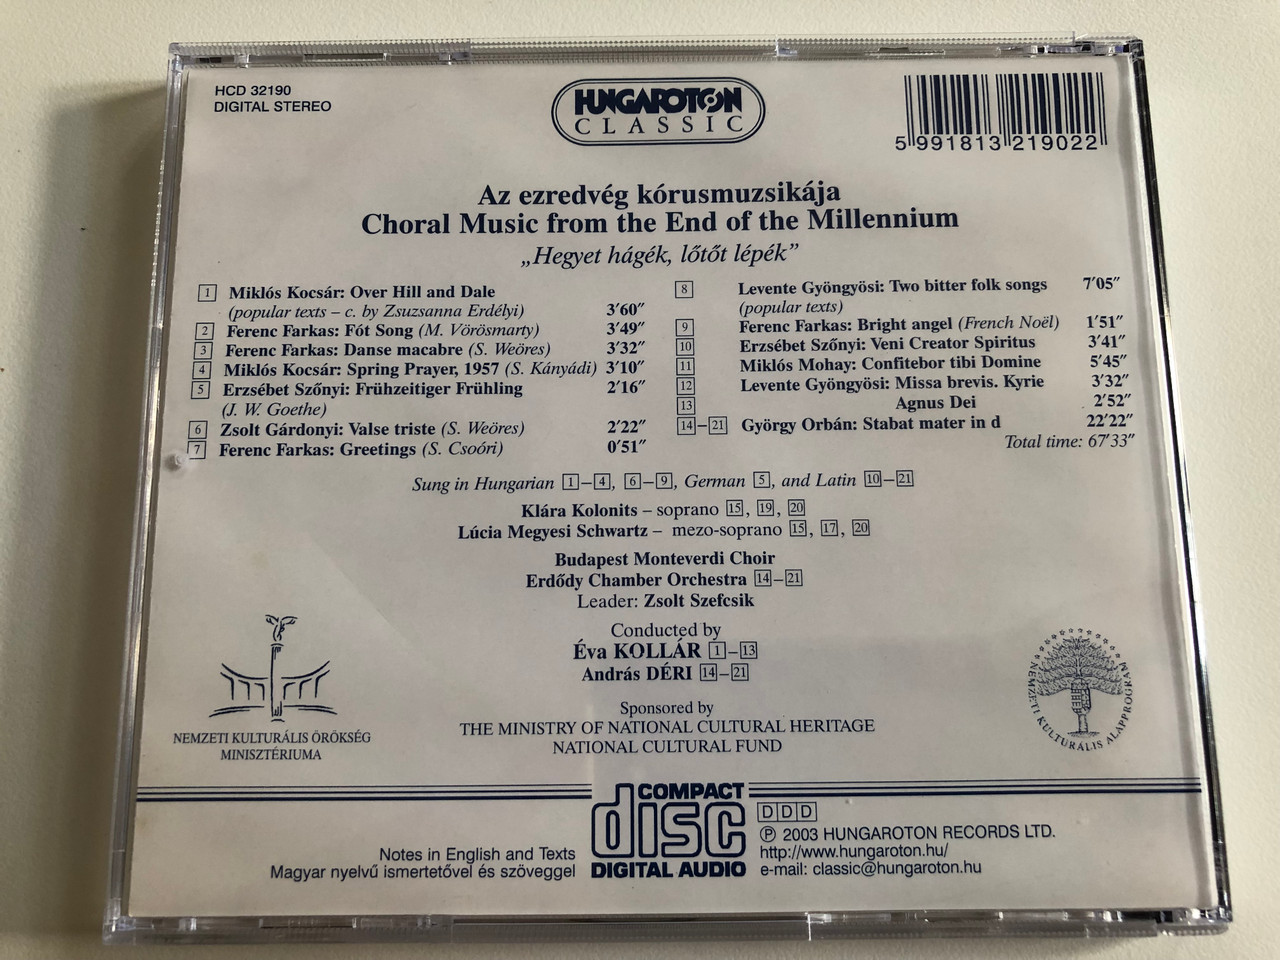 HCD 32190
DIGITAL STEREO
HUNGAROTON
CLASSIC
5 991813 219022
Az ezredvég kórusmuzsikája
Choral Music from the End of the Millennium
„Hegyet hágék, lőtőt lépék”
1 Miklós Kocsár: Over Hill and Dale
(popular texts – c. by Zsuzsanna Erdélyi) 3′60″
2 Ferenc Farkas: Fót Song (M. Vörösmarty) 3′49″
3 Ferenc Farkas: Danse macabre (S. Weöres) 3′32″
4 Miklós Kocsár: Spring Prayer, 1957 (S. Kányádi) 3′10″
5 Erzsébet Szőnyi: Frühzeitiger Frühling 2′16″
(J. W. Goethe)
6 Zsolt Gárdonyi: Valse triste (S. Weöres) 2′22″
7 Ferenc Farkas: Greetings (S. Csoóri) 0′51″
8 Levente Gyöngyösi: Two bitter folk songs 7′05″
(popular texts)
9 Ferenc Farkas: Bright angel (French Noël) 1′51″
10 Erzsébet Szőnyi: Veni Creator Spiritus 3′41″
11 Miklós Mohay: Confitebor tibi Domine 5′45″
12 Levente Gyöngyösi: Missa brevis. Kyrie 3′32″
13 Agnus Dei 2′52″
14–21 György Orbán: Stabat mater in d 22′22″
Total time: 67′33″
Sung in Hungarian 1–4, 6–9, German 5, and Latin 10–21
Klára Kolonits – soprano 15, 19, 20
Lúcia Megyesi Schwartz – mezo-soprano 15, 17, 20
Budapest Monteverdi Choir
Erdődy Chamber Orchestra 14–21
Leader: Zsolt Szefcsik
Conducted by
Éva KOLLÁR 1–13
András DÉRI 14–21
Sponsored by
THE MINISTRY OF NATIONAL CULTURAL HERITAGE
NATIONAL CULTURAL FUND
NEMZETI KULTURÁLIS ÖRÖKSÉG
MINISZTÉRIUMA
NEMZETI KULTURÁLIS ALAPPROGRAM
Notes in English and Texts
Magyar nyelvű ismertetővel és szöveggel
COMPACT
disc
DIGITAL AUDIO
DDD
℗ 2003 HUNGAROTON RECORDS LTD.
http://www.hungaroton.hu/
e-mail: classic@hungaroton.hu